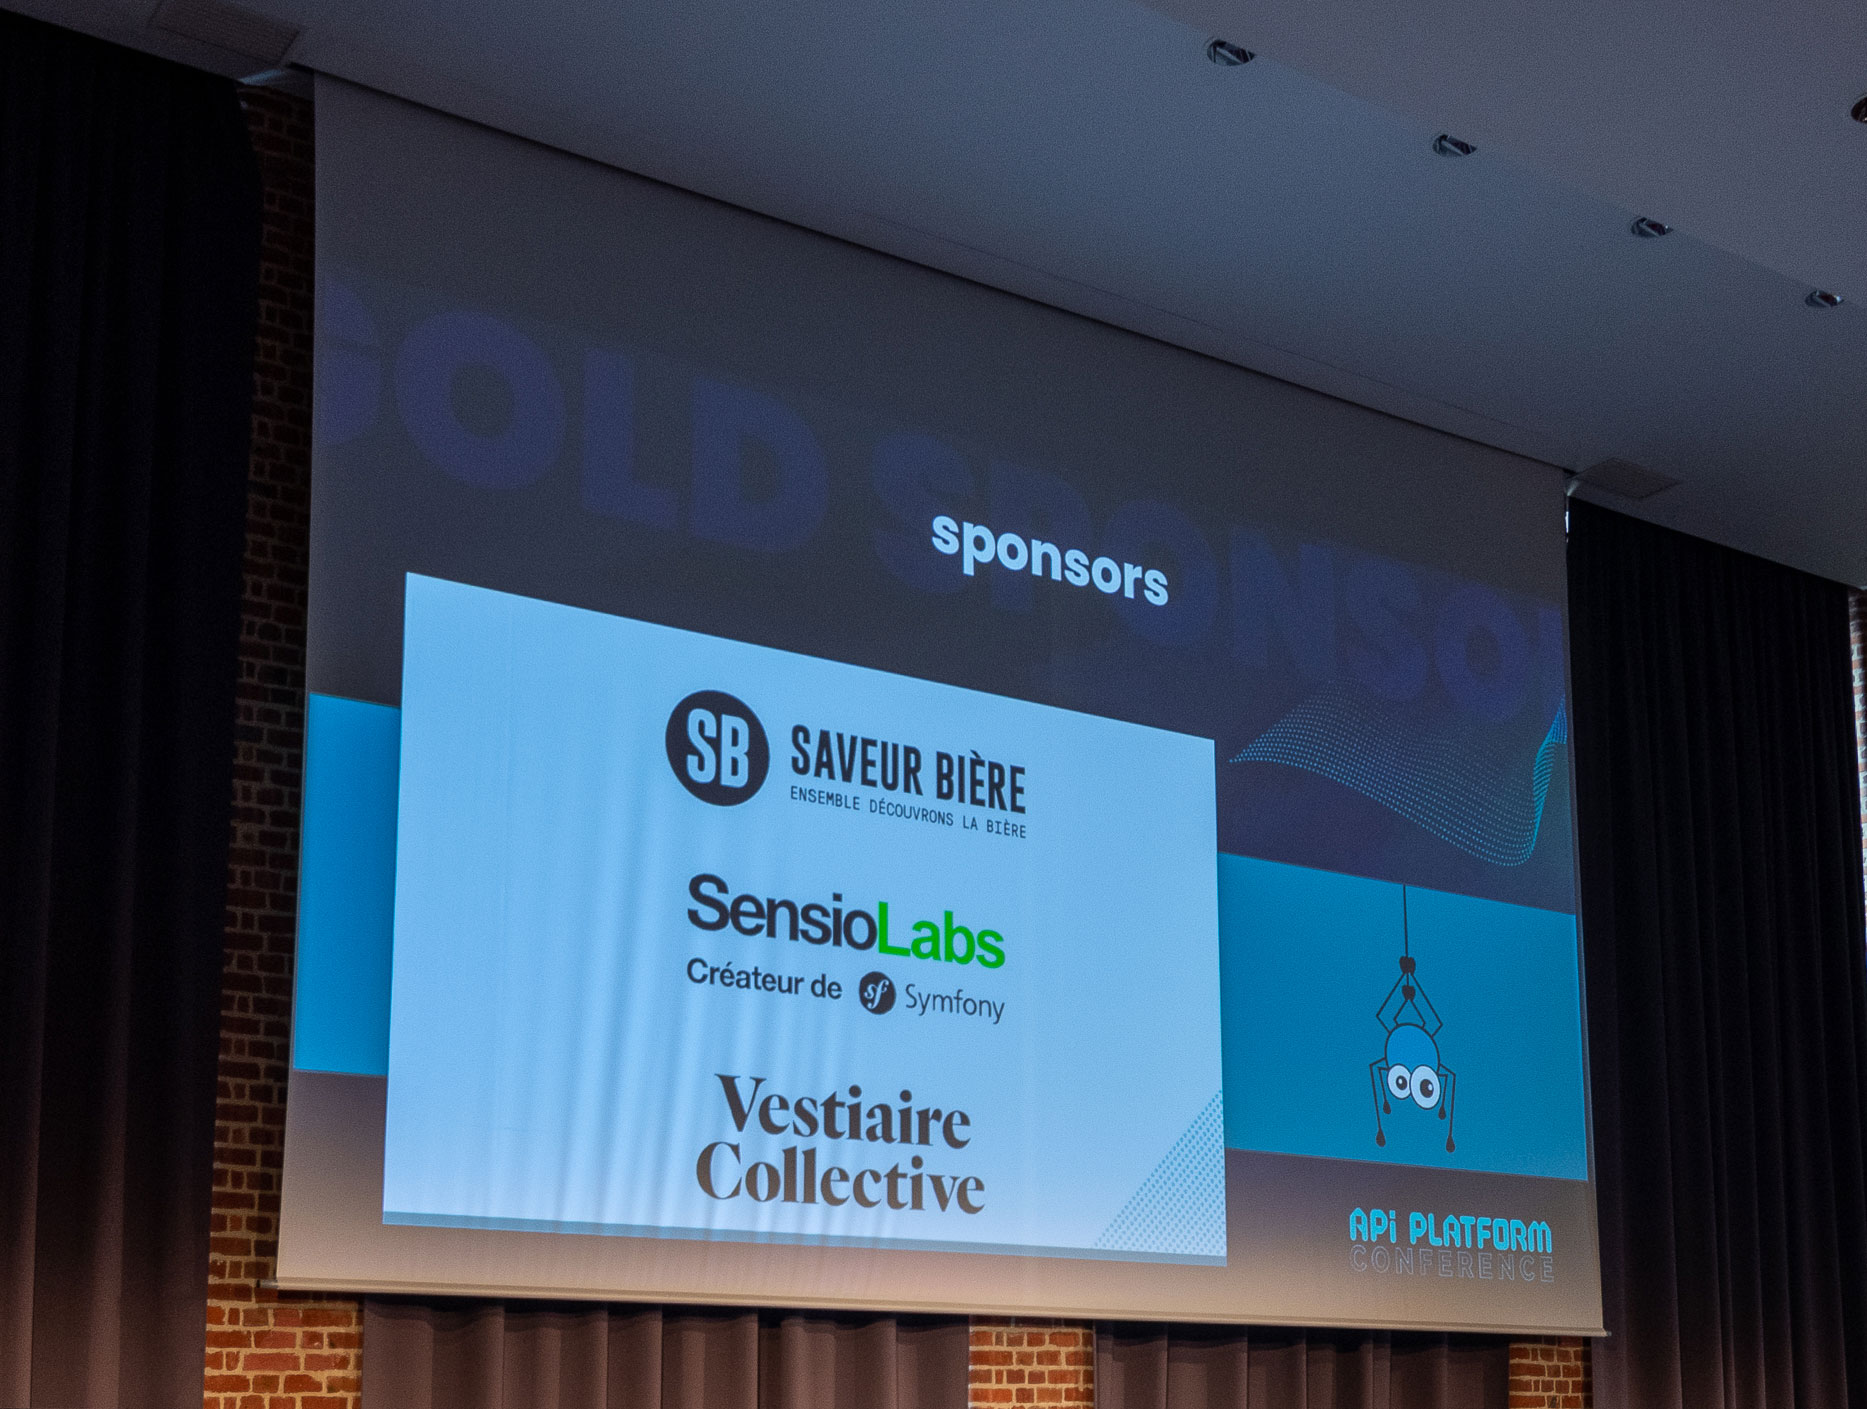 GOLD SPONSO
sponsors
SB
SAVEUR BIÈRE
ENSEMBLE DÉCOUVRONS LA BIÈRE
SensioLabs
Créateur de sf Symfony
Vestiaire
Collective
APi PLATFORM
CONFERENCE